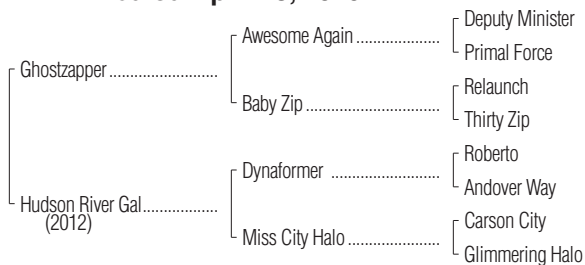 Ghostzapper
Hudson River Gal
(2012)
Awesome Again
Baby Zip
Dynaformer
Miss City Halo
Deputy Minister
Primal Force
Relaunch
Thirty Zip
Roberto
Andover Way
Carson City
Glimmering Halo